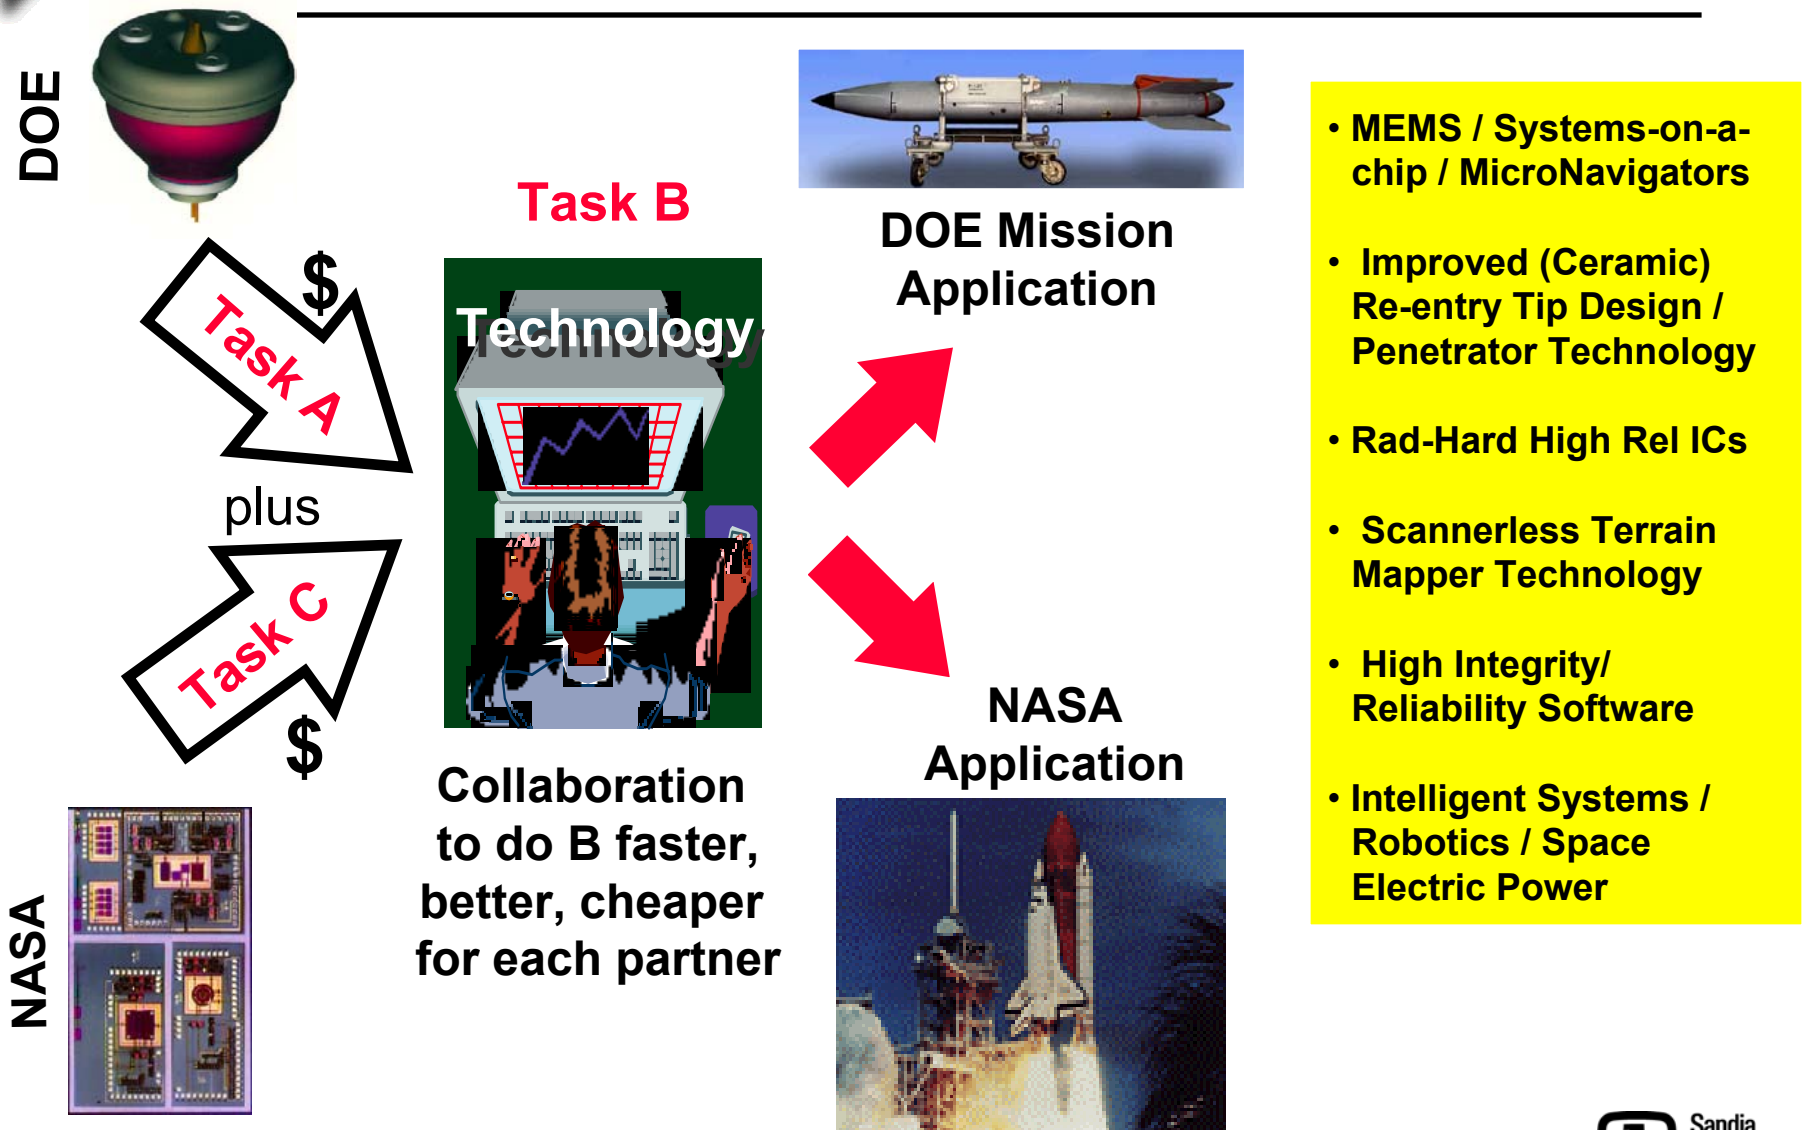 DOE
$
Task A
plus
Task C
$
NASA
Task B
Technology
Collaboration
to do B faster,
better, cheaper
for each partner
DOE Mission
Application
NASA
Application
• MEMS / Systems-on-a-
chip / MicroNavigators
• Improved (Ceramic)
Re-entry Tip Design /
Penetrator Technology
• Rad-Hard High Rel ICs
• Scannerless Terrain
Mapper Technology
• High Integrity/
Reliability Software
• Intelligent Systems /
Robotics / Space
Electric Power
Sandia